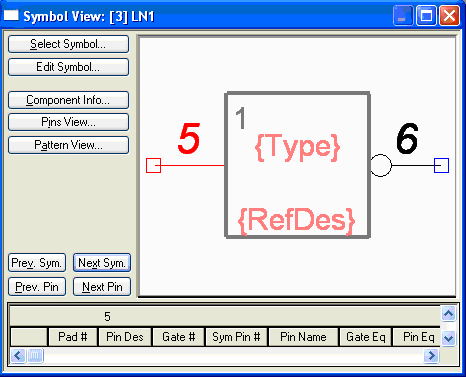 Symbol View: [3] LN1
Select Symbol...
Edit Symbol...
Component Info...
Pins View...
Pattern View...
1
5
6
{Type}
{RefDes}
Prev. Sym.
Next Sym.
Prev. Pin
Next Pin
5
Pad # Pin Des Gate # Sym Pin # Pin Name Gate Eq Pin Eq